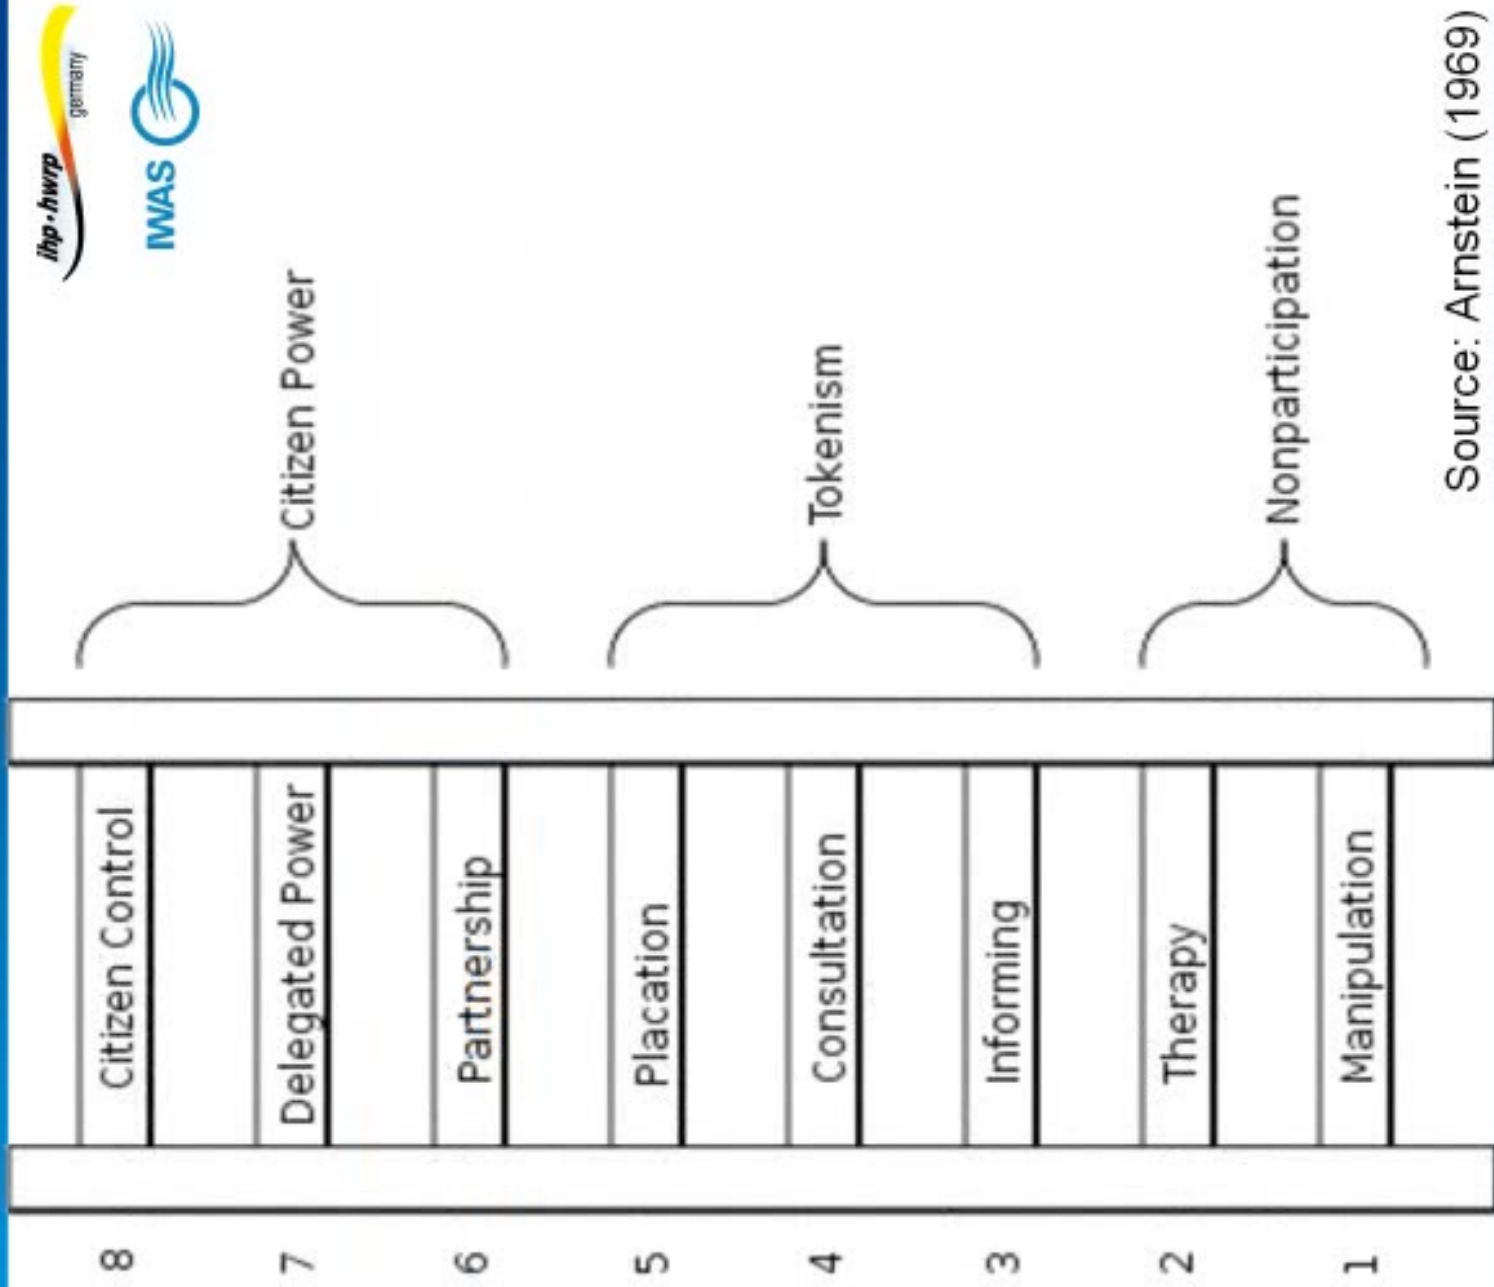 ihp·hwrp
germany
IWAS
8 Citizen Control
7 Delegated Power
6 Partnership
Citizen Power
5 Placation
4 Consultation
3 Informing
Tokenism
2 Therapy
1 Manipulation
Nonparticipation
Source: Arnstein (1969)